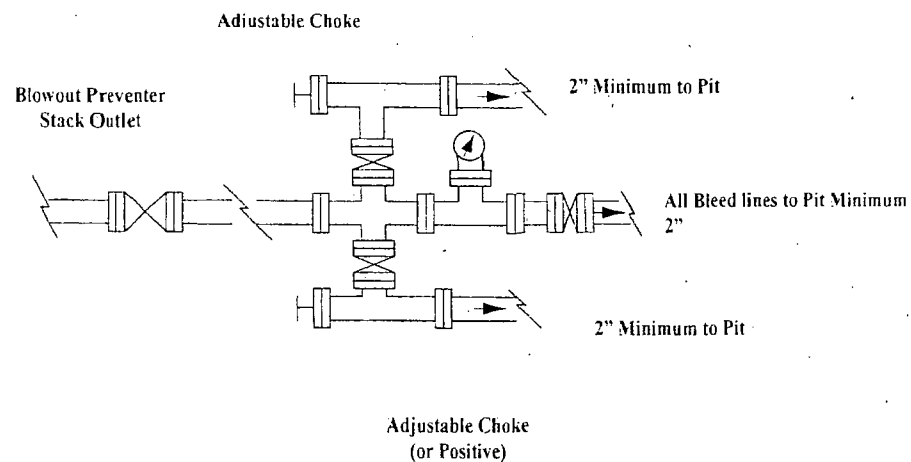 Adjustable Choke
Blowout Preventer
Stack Outlet
2" Minimum to Pit
All Bleed lines to Pit Minimum
2"
2" Minimum to Pit
Adjustable Choke
(or Positive)